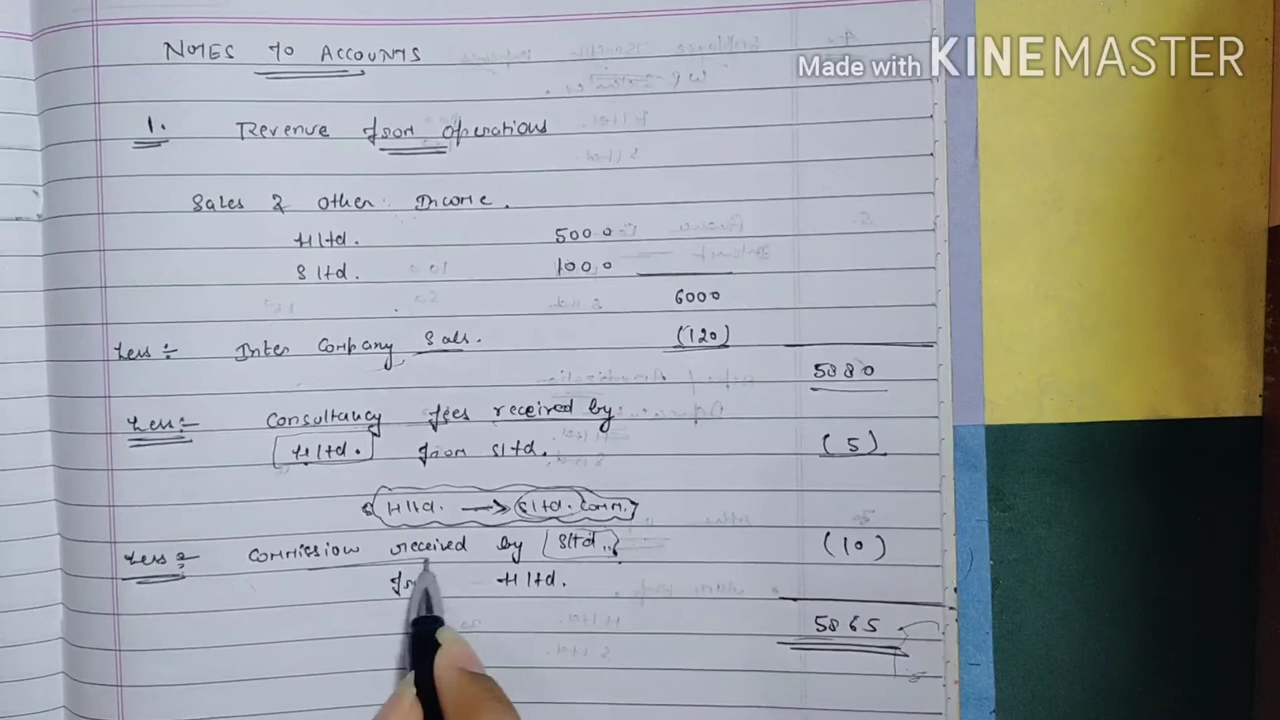 Made with KINEMASTER
NOTES TO ACCOUNTS
1. Revenue from Operations
Sales & other Income.
H ltd. 5000
S ltd. 1000
6000
Less:- Inter Company Sales. (120)
5880
Less:- Consultancy fees received by
H ltd. from S ltd. (5)
H ltd. → S ltd. comm.
Less:- Commission received by S ltd. (10)
H ltd.
5865